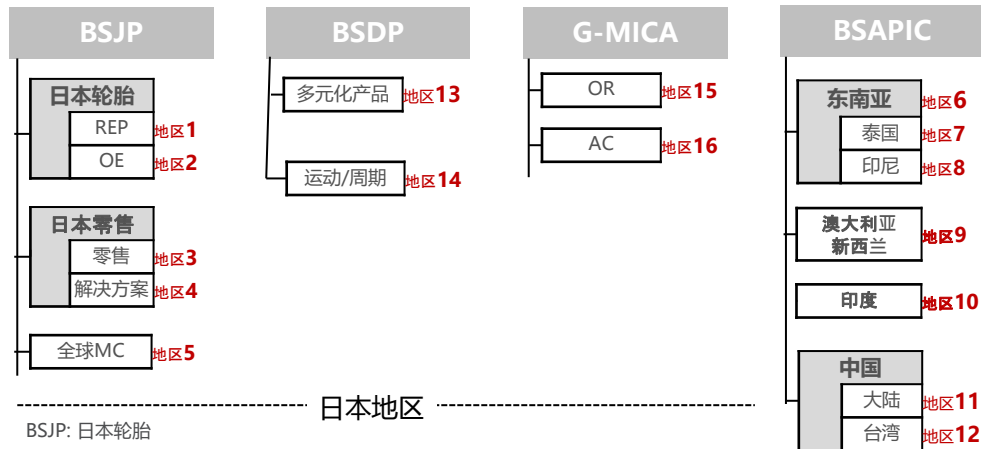 BSJP
日本轮胎
REP 地区1
OE 地区2
日本零售
零售 地区3
解决方案 地区4
全球MC 地区5
BSDP
多元化产品 地区13
运动/周期 地区14
G-MICA
OR 地区15
AC 地区16
BSAPIC
东南亚 地区6
泰国 地区7
印尼 地区8
澳大利亚
新西兰 地区9
印度 地区10
中国
大陆 地区11
台湾 地区12
日本地区
BSJP: 日本轮胎